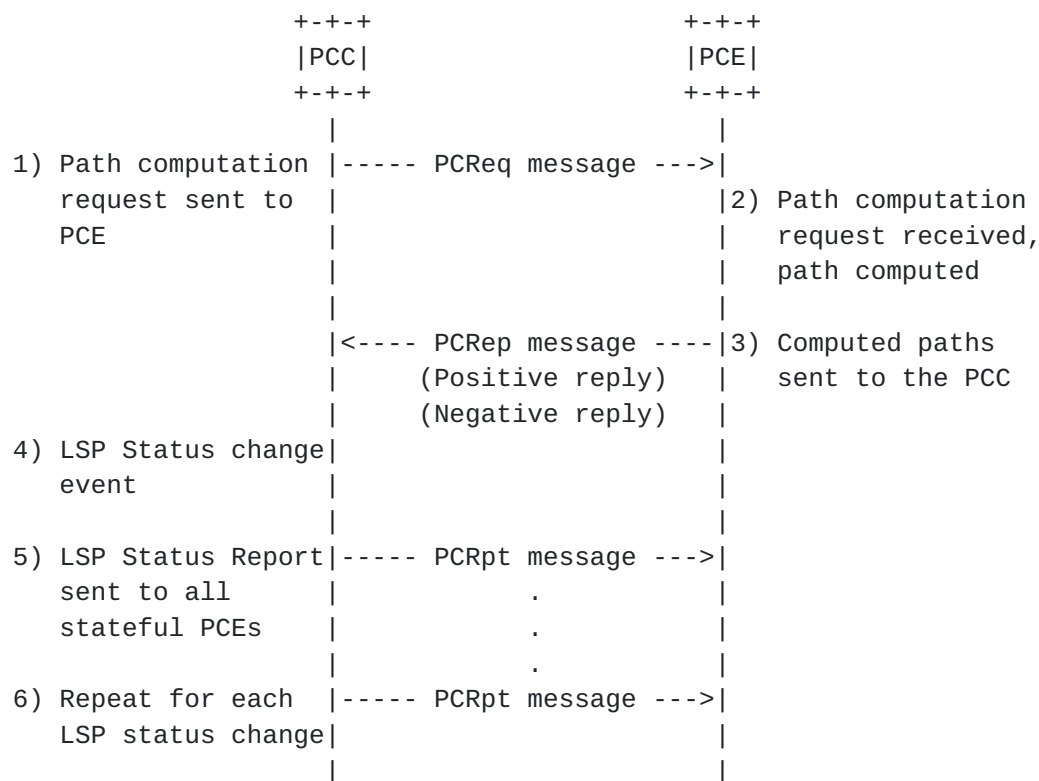 +-+-+                    +-+-+
|PCC|                    |PCE|
+-+-+                    +-+-+
|                        |
1) Path computation |----- PCReq message --->|
request sent to  |                        |2) Path computation
PCE              |                        |   request received,
|                        |   path computed
|                        |
|<---- PCRep message ----|3) Computed paths
|     (Positive reply)   |   sent to the PCC
|     (Negative reply)   |
4) LSP Status change|                        |
event            |                        |
|                        |
5) LSP Status Report|----- PCRpt message --->|
sent to all      |            .           |
stateful PCEs    |            .           |
|            .           |
6) Repeat for each  |----- PCRpt message --->|
LSP status change|                        |
|                        |